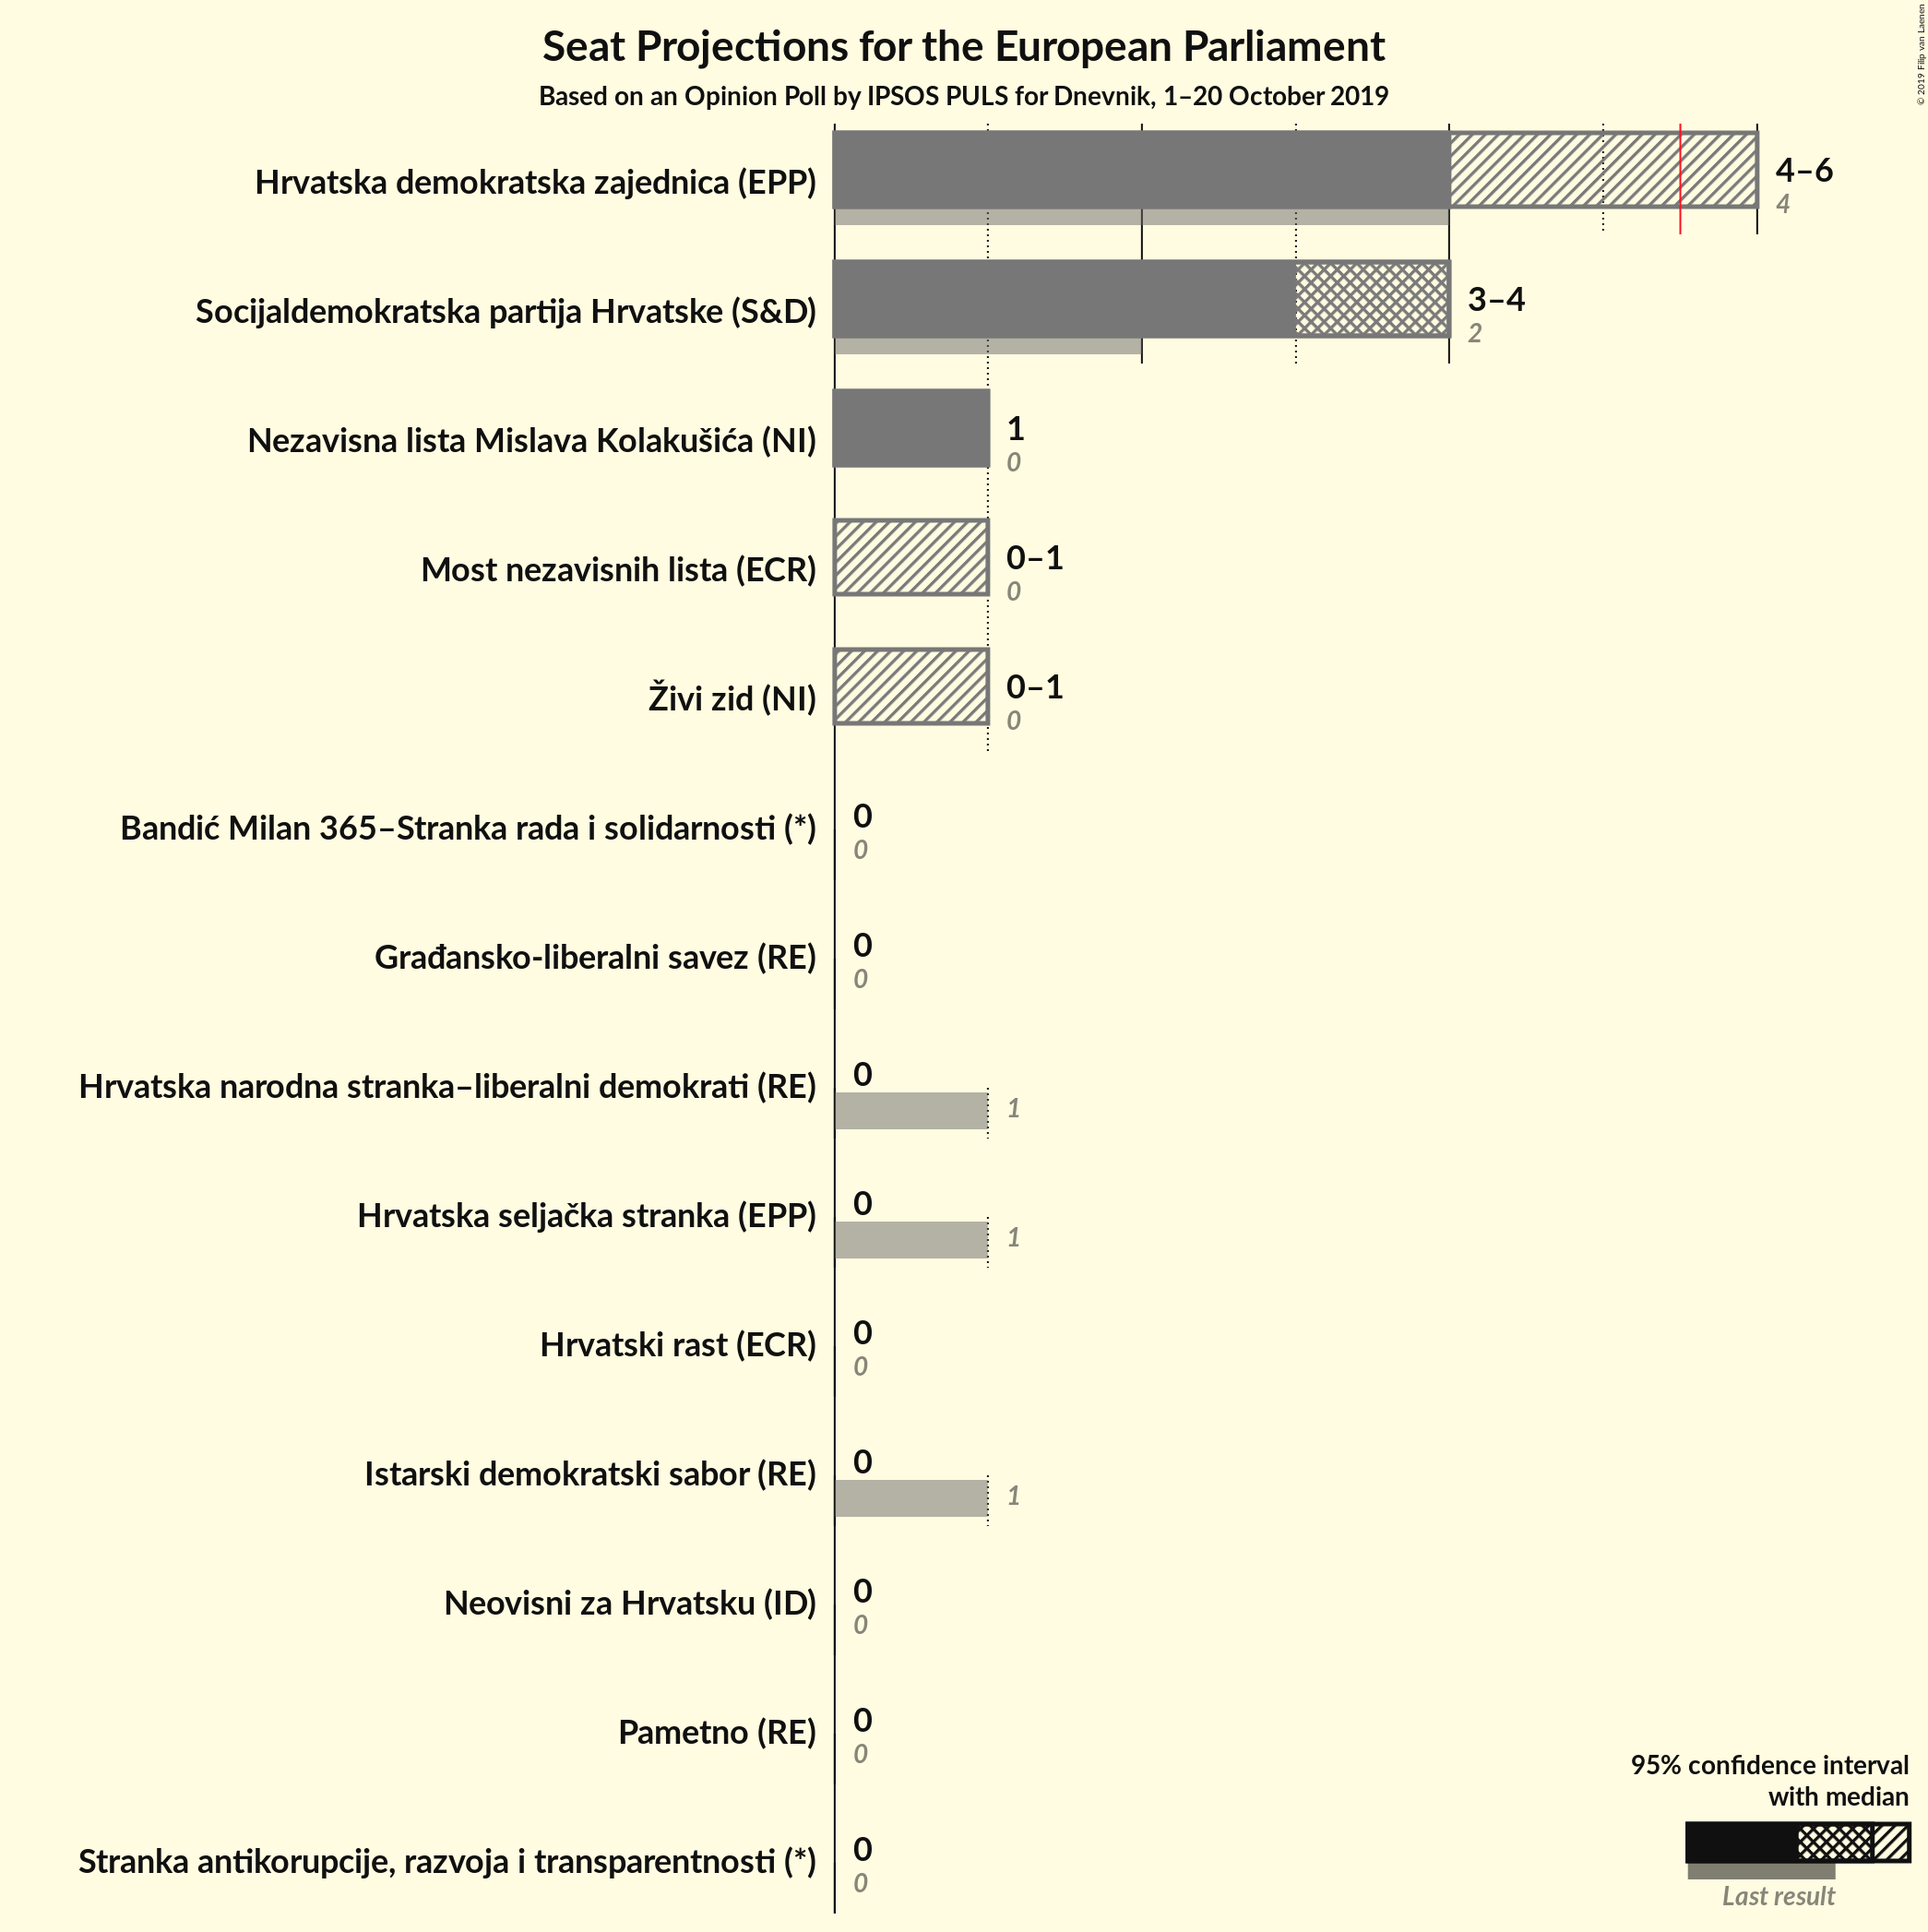 Seat Projections for the European Parliament
Based on an Opinion Poll by IPSOS PULS for Dnevnik, 1–20 October 2019
© 2019 Filip van Laenen
Hrvatska demokratska zajednica (EPP)
4–6
4
Socijaldemokratska partija Hrvatske (S&D)
3–4
2
Nezavisna lista Mislava Kolakušića (NI)
1
0
Most nezavisnih lista (ECR)
0–1
0
Živi zid (NI)
0–1
0
Bandić Milan 365–Stranka rada i solidarnosti (*)
0
0
Građansko-liberalni savez (RE)
0
0
Hrvatska narodna stranka–liberalni demokrati (RE)
0
1
Hrvatska seljačka stranka (EPP)
0
1
Hrvatski rast (ECR)
0
0
Istarski demokratski sabor (RE)
0
1
Neovisni za Hrvatsku (ID)
0
0
Pametno (RE)
0
0
Stranka antikorupcije, razvoja i transparentnosti (*)
0
0
95% confidence interval
with median
Last result